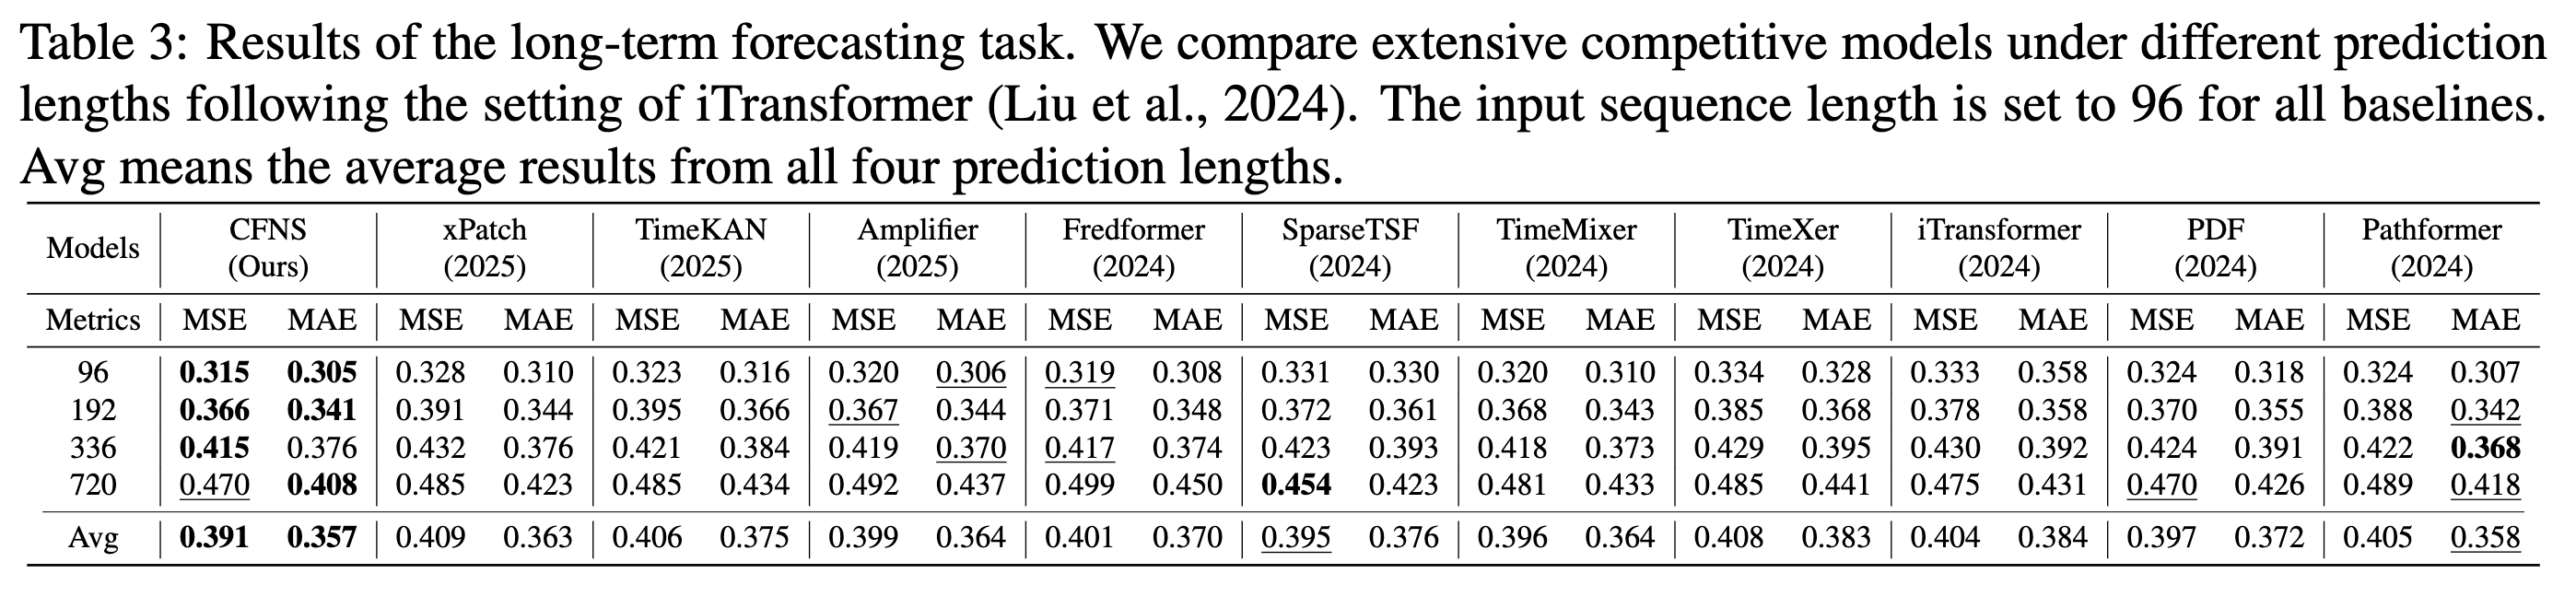 Table 3: Results of the long-term forecasting task. We compare extensive competitive models under different prediction
lengths following the setting of iTransformer (Liu et al., 2024). The input sequence length is set to 96 for all baselines.
Avg means the average results from all four prediction lengths.
Models CFNS (Ours) xPatch (2025) TimeKAN (2025) Amplifier (2025) Fredformer (2024) SparseTSF (2024) TimeMixer (2024) TimeXer (2024) iTransformer (2024) PDF (2024) Pathformer (2024)
Metrics MSE MAE MSE MAE MSE MAE MSE MAE MSE MAE MSE MAE MSE MAE MSE MAE MSE MAE MSE MAE MSE MAE
96 0.315 0.305 0.328 0.310 0.323 0.316 0.320 0.306 0.319 0.308 0.331 0.330 0.320 0.310 0.334 0.328 0.333 0.358 0.324 0.318 0.324 0.307
192 0.366 0.341 0.391 0.344 0.395 0.366 0.367 0.344 0.371 0.348 0.372 0.361 0.368 0.343 0.385 0.368 0.378 0.358 0.370 0.355 0.388 0.342
336 0.415 0.376 0.432 0.376 0.421 0.384 0.419 0.370 0.417 0.374 0.423 0.393 0.418 0.373 0.429 0.395 0.430 0.392 0.424 0.391 0.422 0.368
720 0.470 0.408 0.485 0.423 0.485 0.434 0.492 0.437 0.499 0.450 0.454 0.423 0.481 0.433 0.485 0.441 0.475 0.431 0.470 0.426 0.489 0.418
Avg 0.391 0.357 0.409 0.363 0.406 0.375 0.399 0.364 0.401 0.370 0.395 0.376 0.396 0.364 0.408 0.383 0.404 0.384 0.397 0.372 0.405 0.358